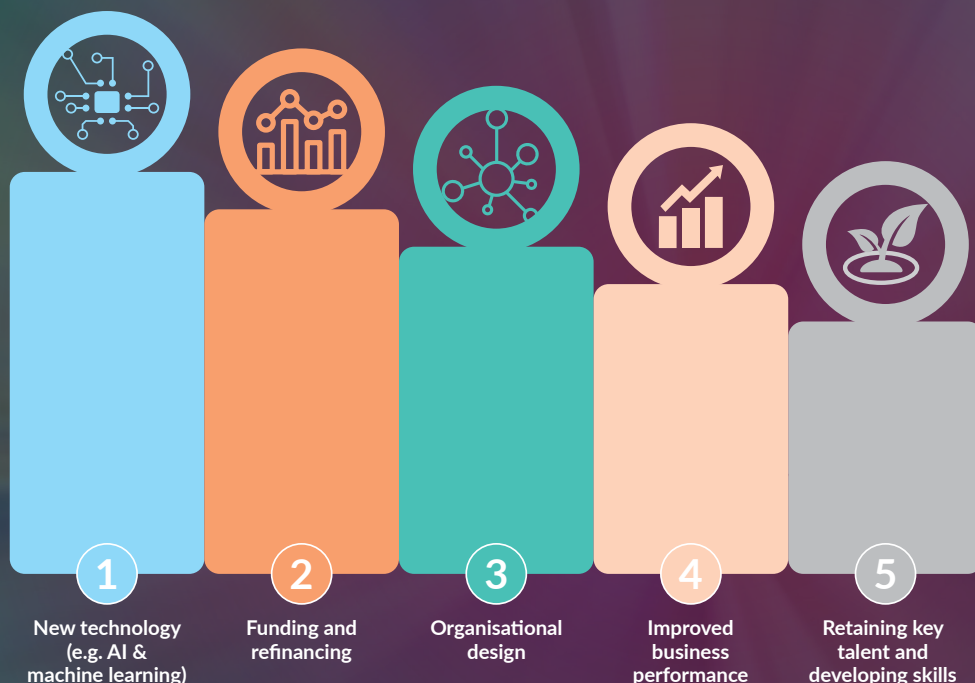 1
New technology
(e.g. AI &
machine learning)
2
Funding and
refinancing
3
Organisational
design
4
Improved
business
performance
5
Retaining key
talent and
developing skills